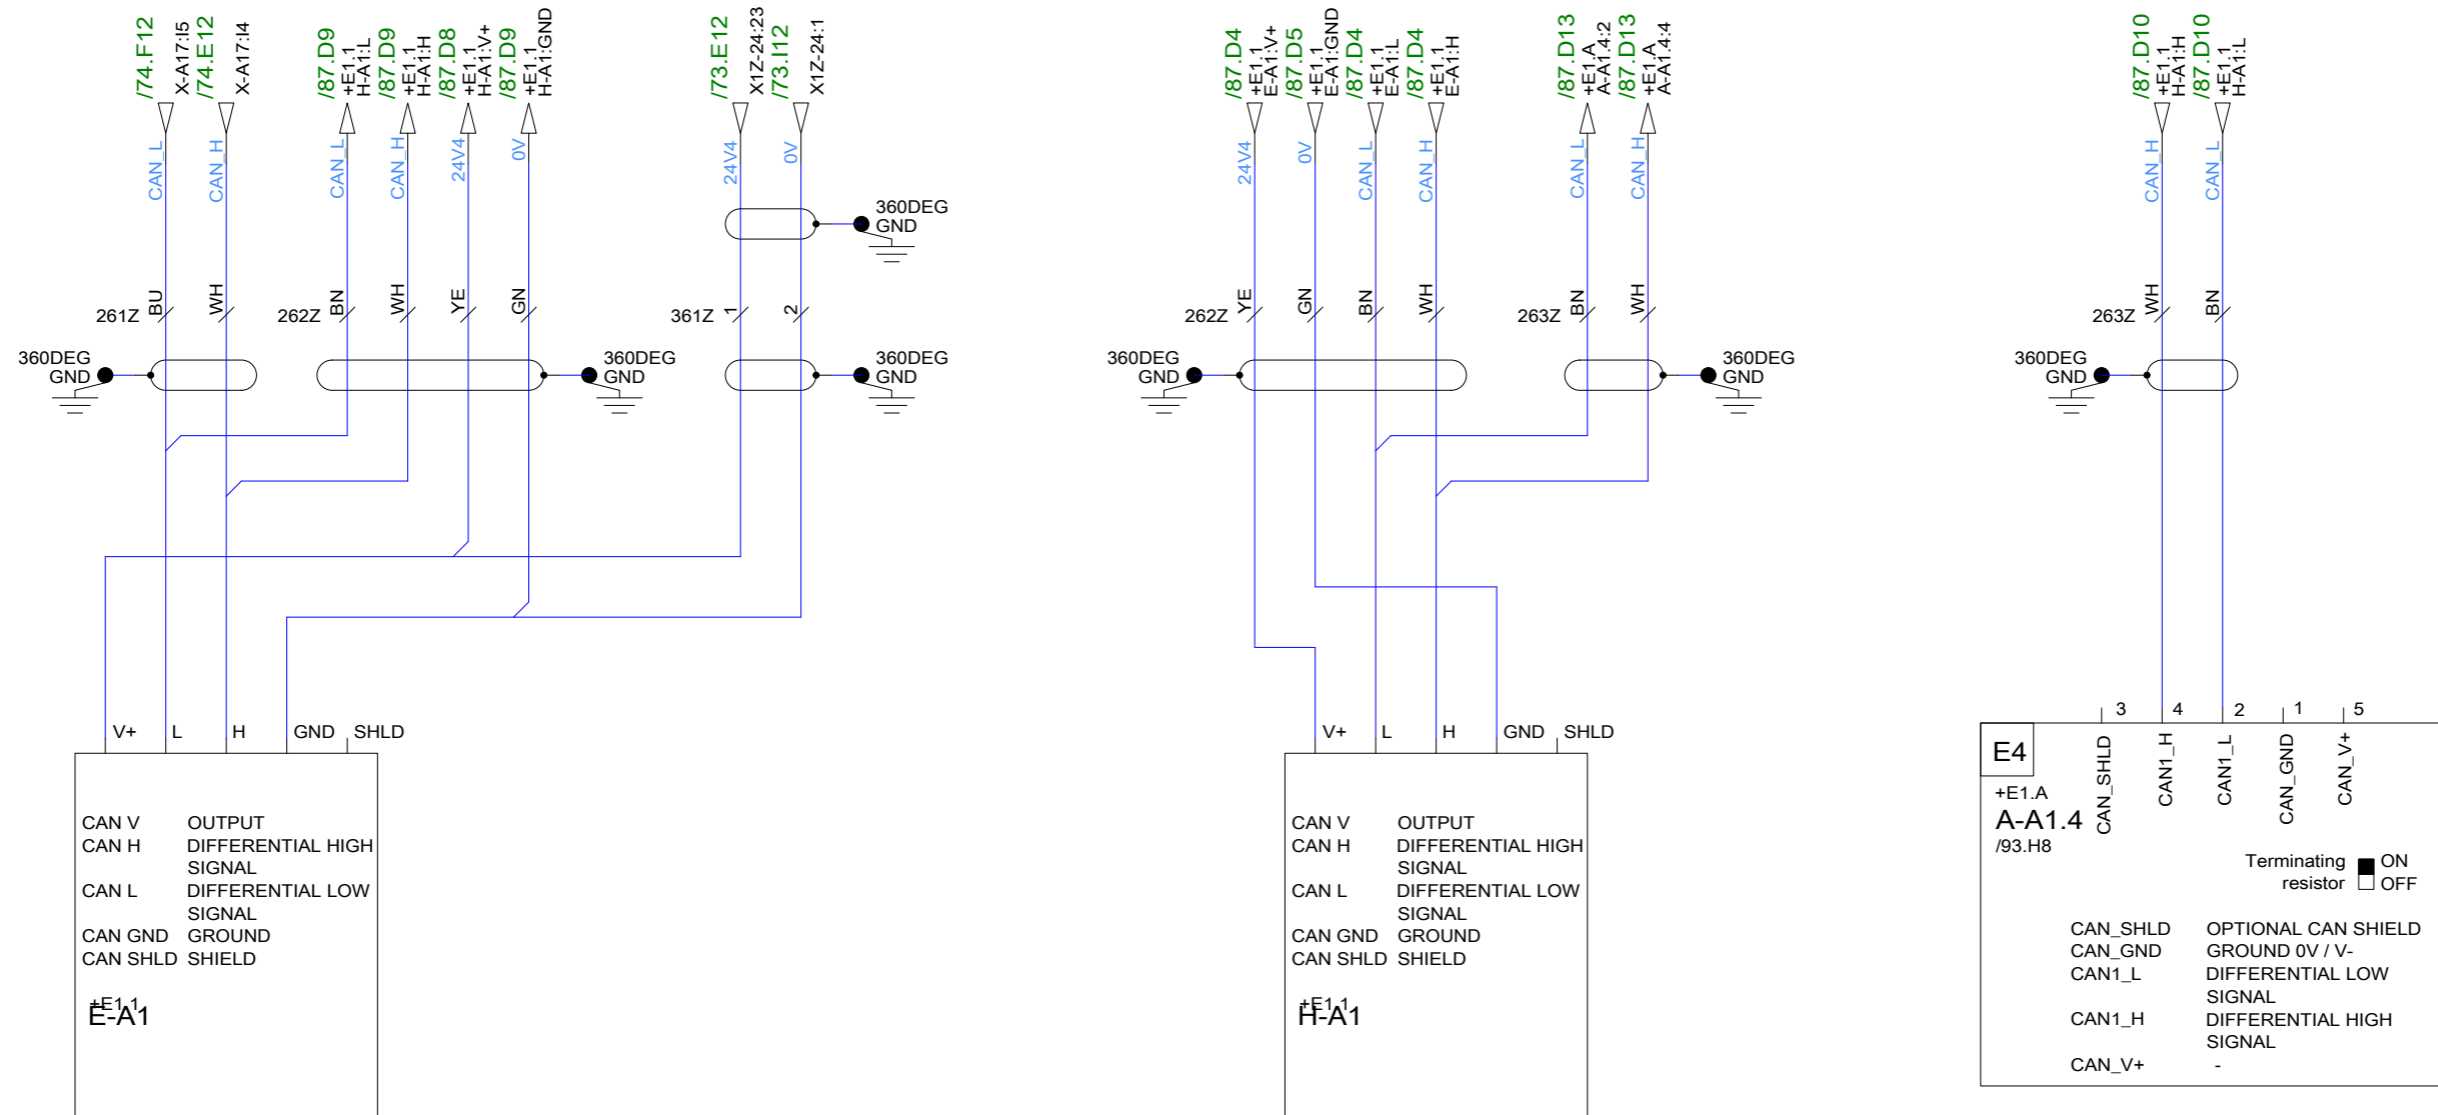 /74.F12
X-A17:I5
/74.E12
X-A17:I4
/87.D9
+E1.1
H-A1:L
/87.D9
+E1.1
H-A1:H
/87.D8
+E1.1
H-A1:V+
/87.D9
+E1.1
H-A1:GND
/73.E12
X1Z-24:23
/73.I12
X1Z-24:1
/87.D4
+E1.1
E-A1:V+
/87.D5
+E1.1
E-A1:GND
/87.D4
+E1.1
E-A1:L
/87.D4
+E1.1
E-A1:H
/87.D13
+E1.A
A-A1.4:2
/87.D13
+E1.A
A-A1.4:4
/87.D10
+E1.1
H-A1:H
/87.D10
+E1.1
H-A1:L
CAN_L
CAN_H
CAN_L
CAN_H
24V4
0V
24V4
0V
24V4
0V
CAN_L
CAN_H
CAN_L
CAN_H
CAN_H
CAN_L
360DEG
GND
261Z
BU
WH
262Z
BN
WH
YE
GN
361Z
1
2
262Z
YE
GN
BN
WH
263Z
BN
WH
263Z
WH
BN
360DEG
GND
360DEG
GND
360DEG
GND
360DEG
GND
360DEG
GND
360DEG
GND
V+
L
H
GND
SHLD
CAN V OUTPUT
CAN H DIFFERENTIAL HIGH
SIGNAL
CAN L DIFFERENTIAL LOW
SIGNAL
CAN GND GROUND
CAN SHLD SHIELD
+E1.1
E-A1
V+
L
H
GND
SHLD
CAN V OUTPUT
CAN H DIFFERENTIAL HIGH
SIGNAL
CAN L DIFFERENTIAL LOW
SIGNAL
CAN GND GROUND
CAN SHLD SHIELD
+E1.1
H-A1
3
4
2
1
5
E4
+E1.A
A-A1.4
/93.H8
CAN_SHLD
CAN1_H
CAN1_L
CAN_GND
CAN_V+
Terminating ON
resistor OFF
CAN_SHLD OPTIONAL CAN SHIELD
CAN_GND GROUND 0V / V-
CAN1_L DIFFERENTIAL LOW
SIGNAL
CAN1_H DIFFERENTIAL HIGH
SIGNAL
CAN_V+ -